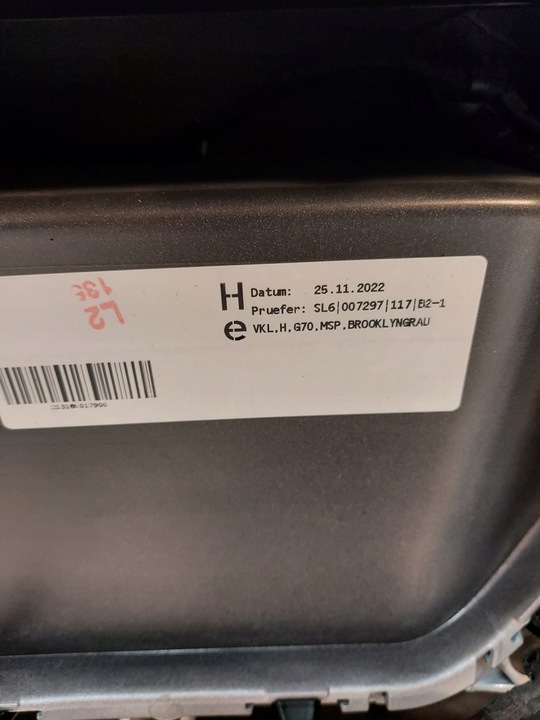 H Datum: 25.11.2022
Pruefer: SL6|007297|117|B2-1
e VKL.H.G70.MSP.BROOKLYNGRAU
L2
135